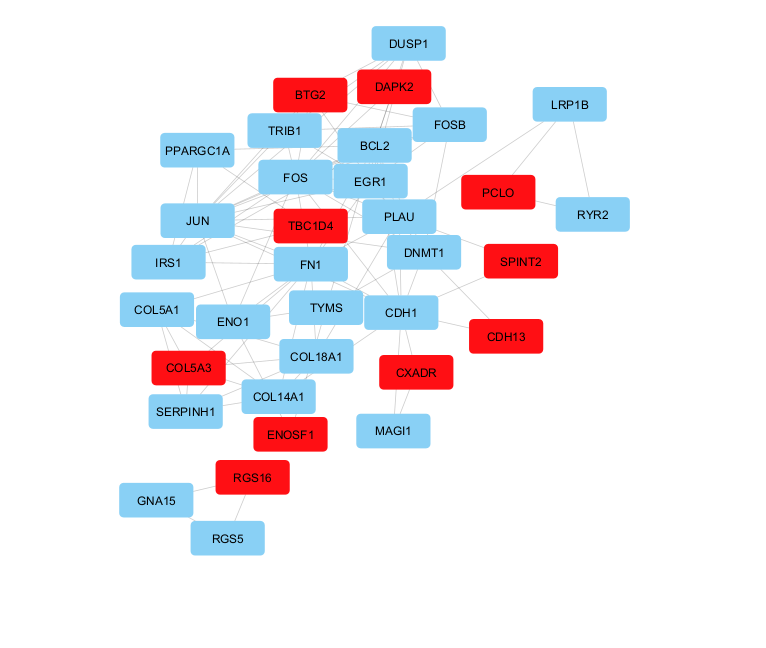 DUSP1
BTG2
DAPK2
LRP1B
TRIB1
FOSB
PPARGC1A
BCL2
FOS
EGR1
PCLO
JUN
TBC1D4
PLAU
RYR2
IRS1
FN1
DNMT1
SPINT2
COL5A1
ENO1
TYMS
CDH1
CDH13
COL5A3
COL18A1
CXADR
SERPINH1
COL14A1
ENOSF1
MAGI1
RGS16
GNA15
RGS5